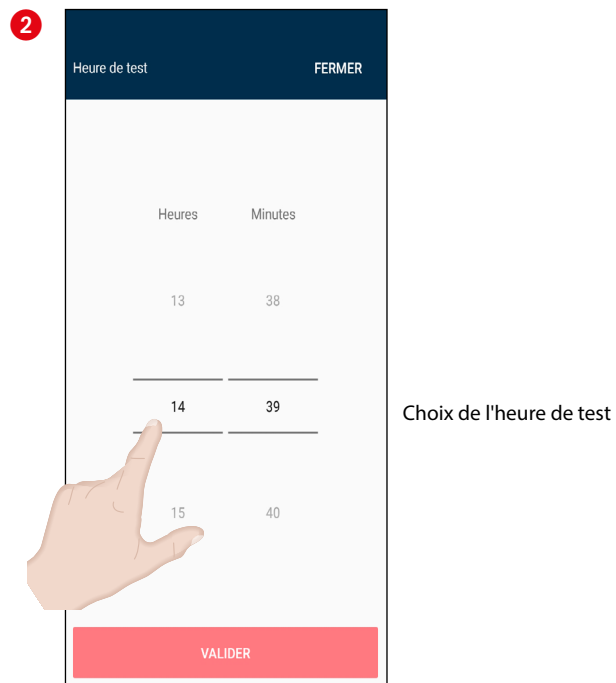 2
Heure de test FERMER
Heures Minutes
13 38
14 39
Choix de l'heure de test
15 40
VALIDER